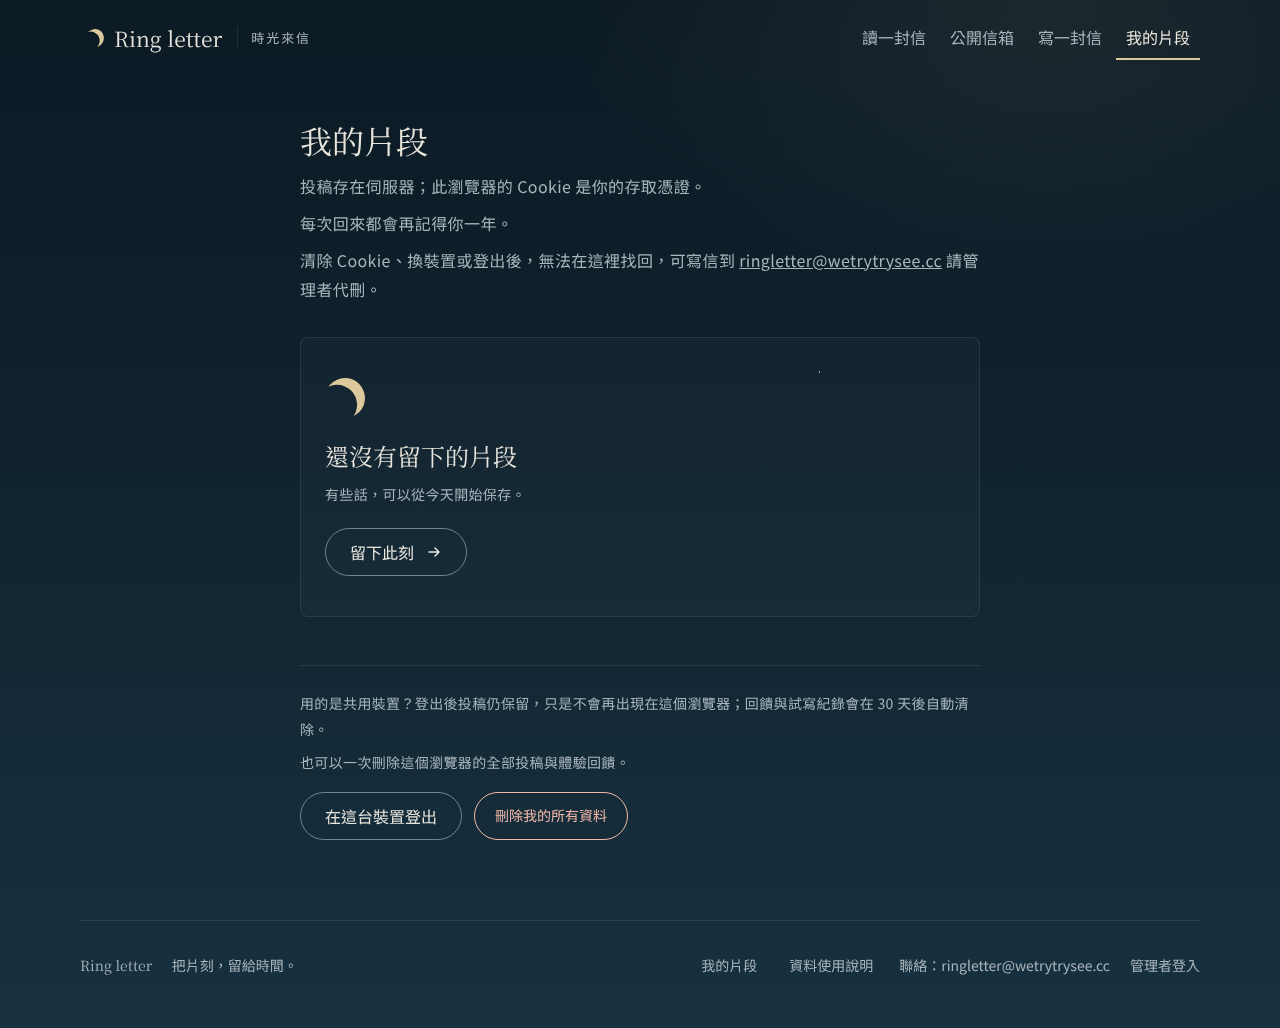 Ring letter 時光來信 讀一封信 公開信箱 寫一封信 我的片段
我的片段
投稿存在伺服器；此瀏覽器的 Cookie 是你的存取憑證。
每次回來都會再記得你一年。
清除 Cookie、換裝置或登出後，無法在這裡找回，可寫信到 ringletter@wetrytrysee.cc 請管
理者代刪。
還沒有留下的片段
有些話，可以從今天開始保存。
留下此刻 →
用的是共用裝置？登出後投稿仍保留，只是不會再出現在這個瀏覽器；回饋與試寫紀錄會在 30 天後自動清
除。
也可以一次刪除這個瀏覽器的全部投稿與體驗回饋。
在這台裝置登出 刪除我的所有資料
Ring letter 把片刻，留給時間。 我的片段 資料使用說明 聯絡：ringletter@wetrytrysee.cc 管理者登入